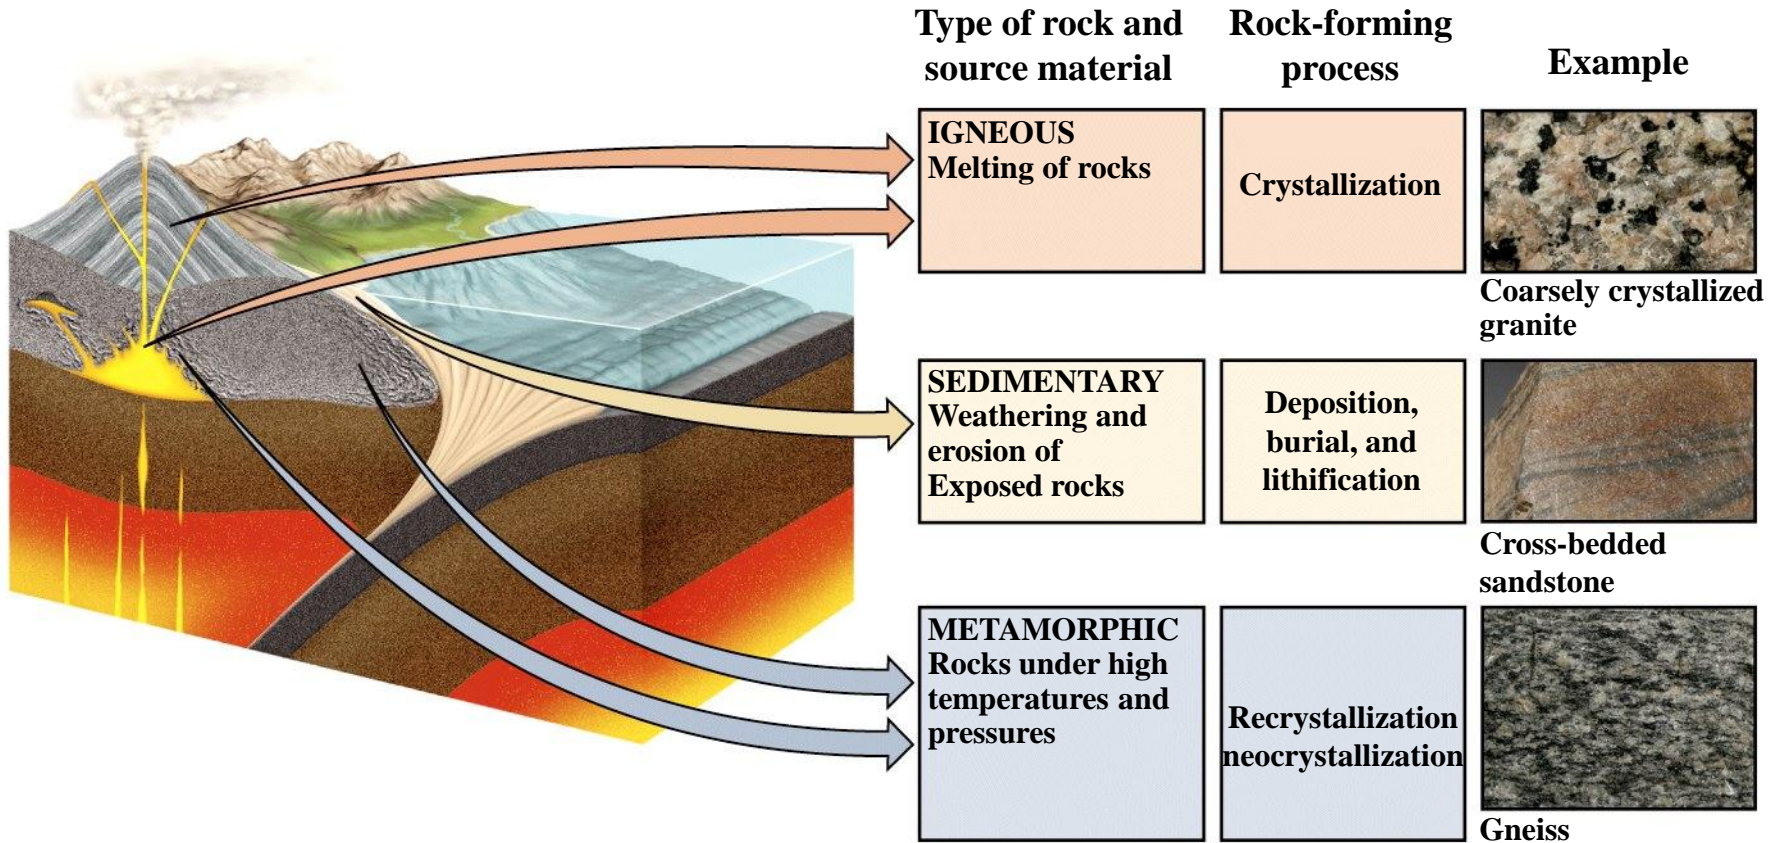 Type of rock and
source material
Rock-forming
process
Example
IGNEOUS
Melting of rocks
Crystallization
Coarsely crystallized
granite
SEDIMENTARY
Weathering and
erosion of
Exposed rocks
Deposition,
burial, and
lithification
Cross-bedded
sandstone
METAMORPHIC
Rocks under high
temperatures and
pressures
Recrystallization
neocrystallization
Gneiss